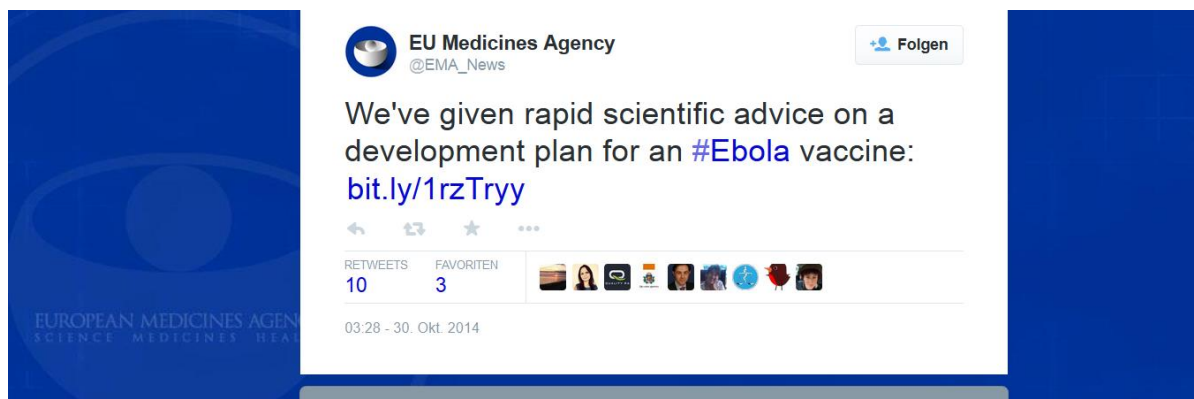 EU Medicines Agency
@EMA_News
Folgen
We've given rapid scientific advice on a
development plan for an #Ebola vaccine:
bit.ly/1rzTryy
RETWEETS FAVORITEN
10 3
03:28 - 30. Okt. 2014
EUROPEAN MEDICINES AGEN
SCIENCE MEDICINES HEAL